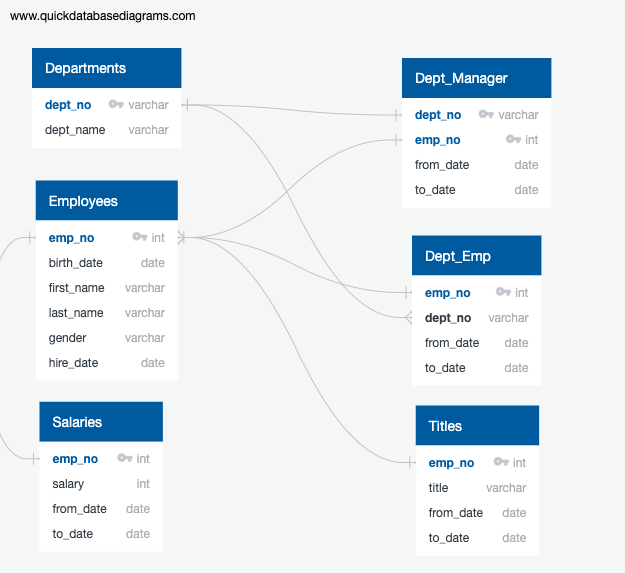 www.quickdatabasediagrams.com
Departments
dept_no varchar
dept_name varchar
Employees
emp_no int
birth_date date
first_name varchar
last_name varchar
gender varchar
hire_date date
Salaries
emp_no int
salary int
from_date date
to_date date
Dept_Manager
dept_no varchar
emp_no int
from_date date
to_date date
Dept_Emp
emp_no int
dept_no varchar
from_date date
to_date date
Titles
emp_no int
title varchar
from_date date
to_date date